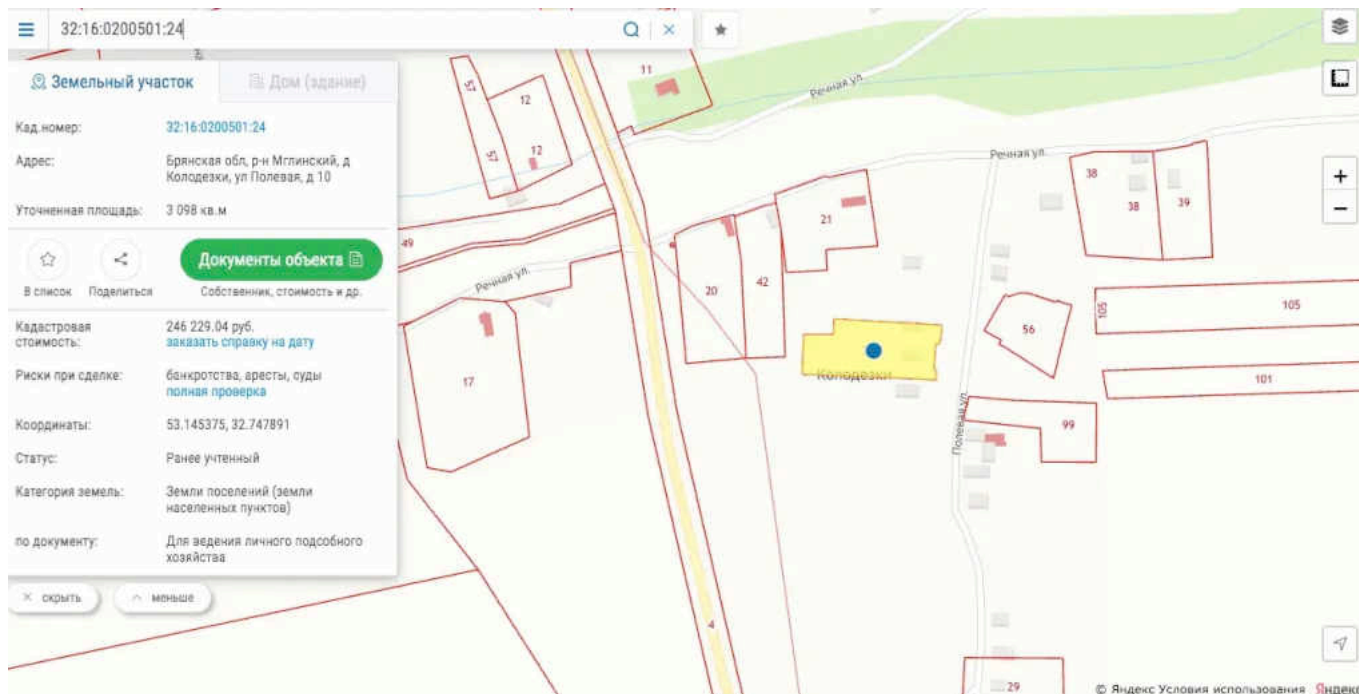 32:16:0200501:24
Земельный участок
Дом (здание)
Кад.номер:
32:16:0200501:24
Адрес:
Брянская обл, р-н Мглинский, д
Колодезки, ул Полевая, д 10
Уточненная площадь:
3 098 кв.м
В список
Поделиться
Документы объекта
Собственник, стоимость и др.
Кадастровая
стоимость:
246 229.04 руб.
заказать справку на дату
Риски при сделке:
банкротства, аресты, суды
полная проверка
Координаты:
53.145375, 32.747891
Статус:
Ранее учтенный
Категория земель:
Земли поселений (земли
населенных пунктов)
по документу:
Для ведения личного подсобного
хозяйства
скрыть
меньше
57
12
11
57
12
Речная ул.
Речная ул.
38
38
39
49
21
Речная ул.
20
42
105
105
56
17
Колодезки
101
Полевая ул.
99
4
29
© Яндекс Условия использования Яндекс